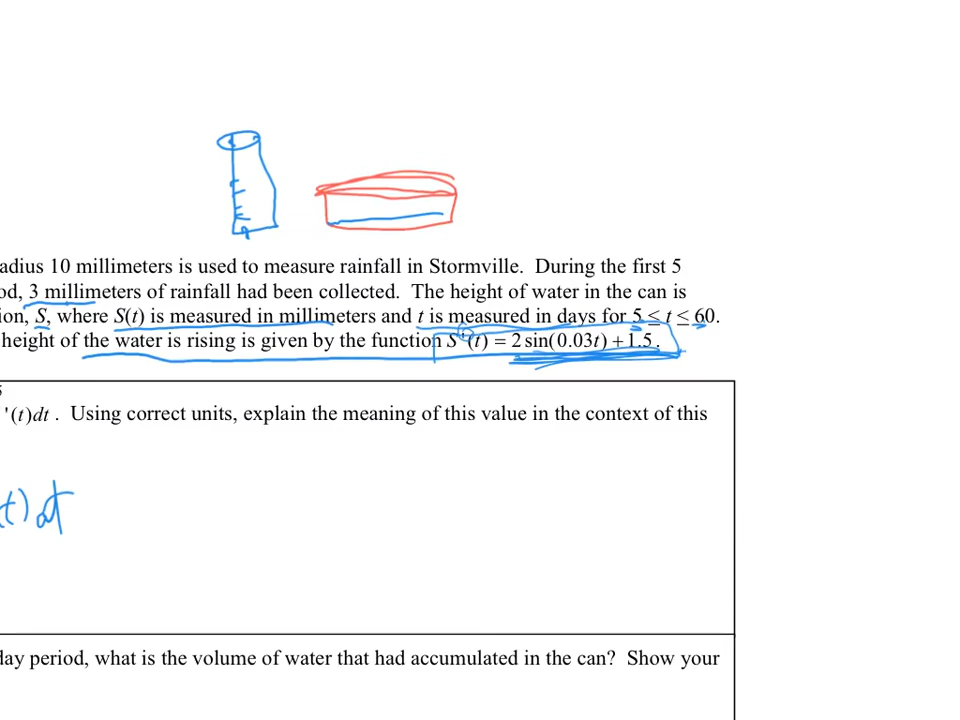 adius 10 millimeters is used to measure rainfall in Stormville. During the first 5
od, 3 millimeters of rainfall had been collected. The height of water in the can is
ion, S, where S(t) is measured in millimeters and t is measured in days for 5 ≤ t ≤ 60.
height of the water is rising is given by the function S'(t) = 2 sin(0.03t) + 1.5.
'(t)dt. Using correct units, explain the meaning of this value in the context of this
t) dt
day period, what is the volume of water that had accumulated in the can? Show your